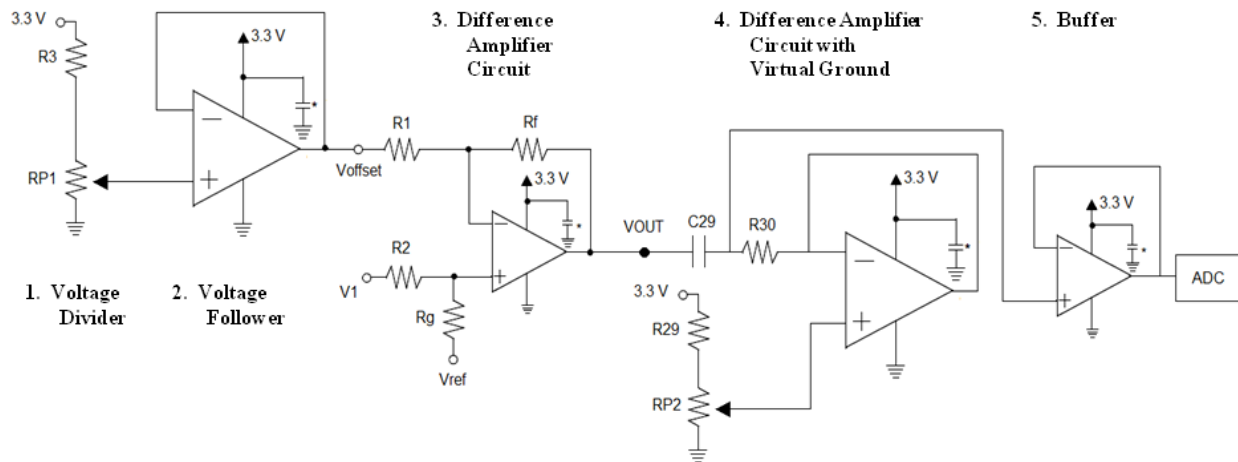 3.3 V
R3
RP1
1. Voltage
Divider
3.3 V
*
2. Voltage
Follower
3. Difference
Amplifier
Circuit
Voffset
R1
Rf
3.3 V
*
R2
V1
Rg
Vref
VOUT
4. Difference Amplifier
Circuit with
Virtual Ground
C29
R30
3.3 V
*
3.3 V
R29
RP2
5. Buffer
3.3 V
*
ADC